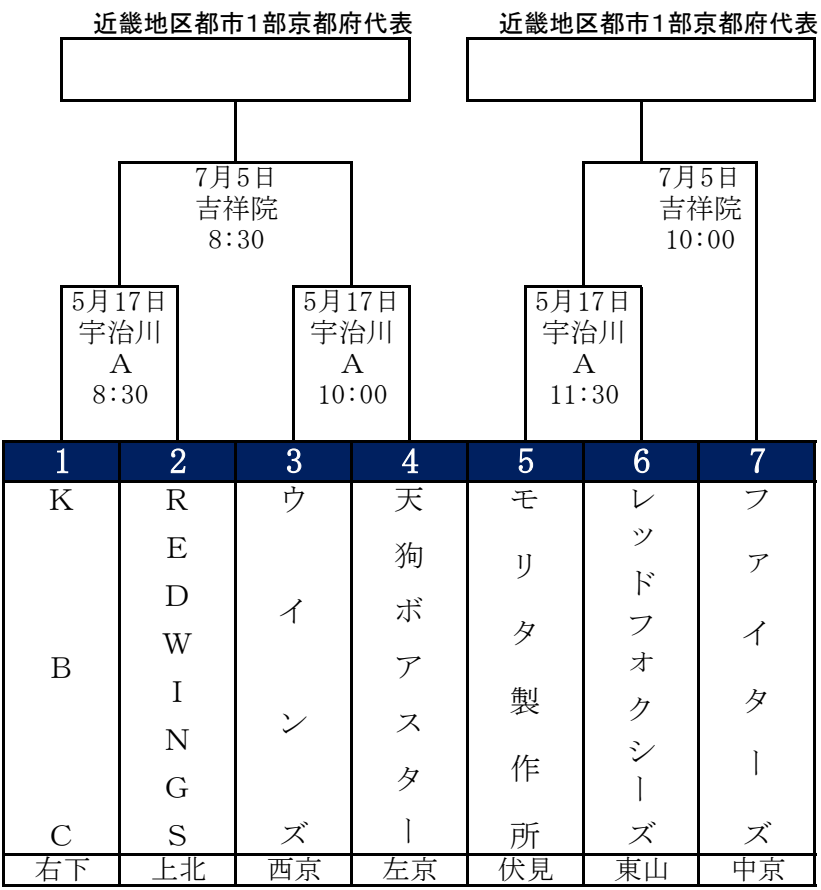 近畿地区都市1部京都府代表
近畿地区都市1部京都府代表
7月5日
吉祥院
8:30
7月5日
吉祥院
10:00
5月17日
宇治川
A
8:30
5月17日
宇治川
A
10:00
5月17日
宇治川
A
11:30
1 2 3 4 5 6 7
KBC
REDWINGS
ウインズ
天狗ボアスター
モリタ製作所
レッドフォクシーズ
ファイターズ
右下 上北 西京 左京 伏見 東山 中京